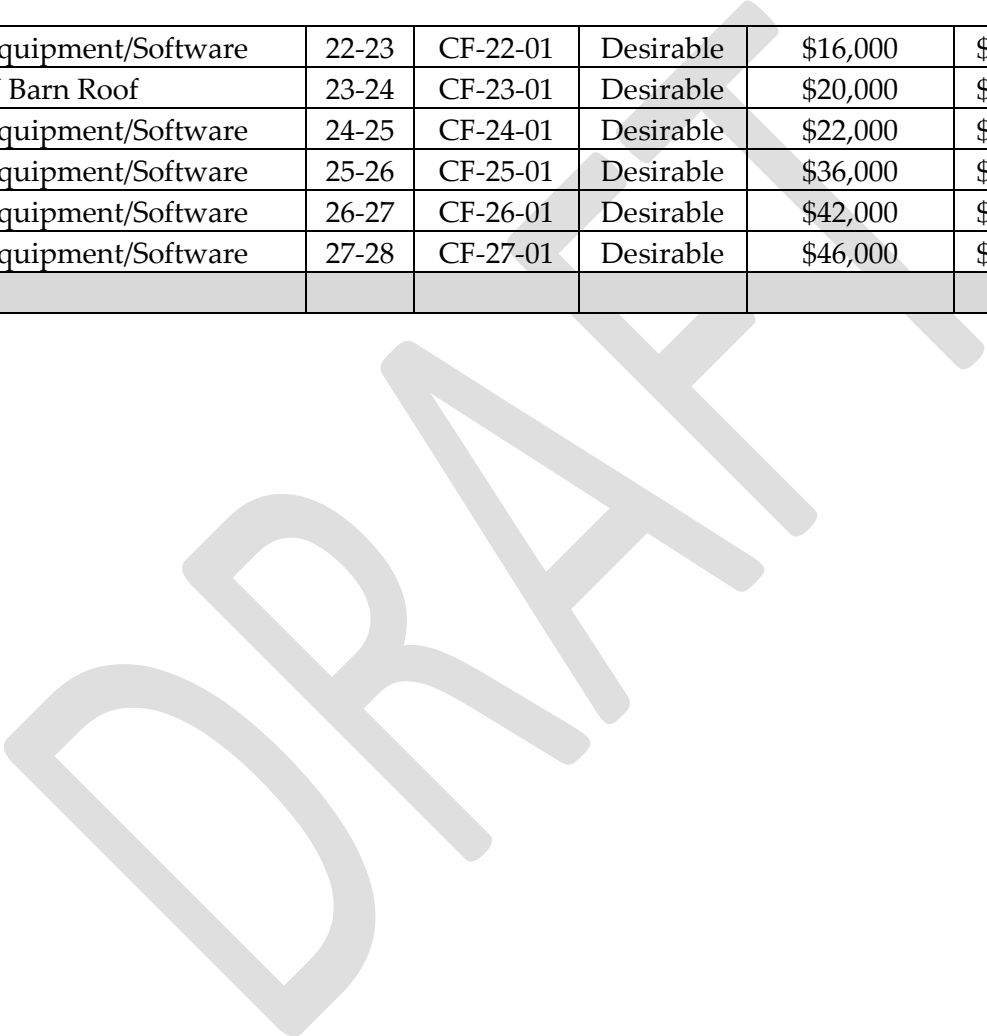 quipment/Software 22-23 CF-22-01 Desirable $16,000 $
Barn Roof 23-24 CF-23-01 Desirable $20,000 $
quipment/Software 24-25 CF-24-01 Desirable $22,000 $
quipment/Software 25-26 CF-25-01 Desirable $36,000 $
quipment/Software 26-27 CF-26-01 Desirable $42,000 $
quipment/Software 27-28 CF-27-01 Desirable $46,000 $
DRAFT